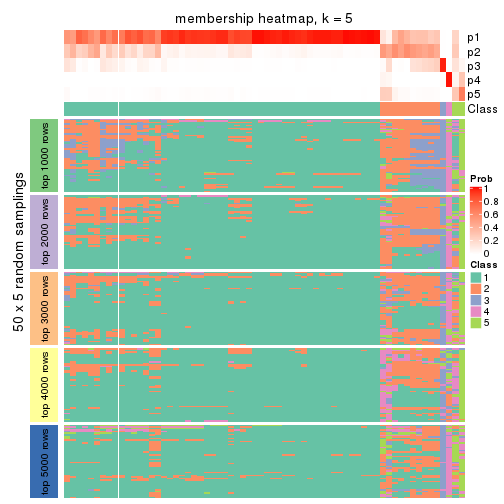 membership heatmap, k = 5
p1
p2
p3
p4
p5
Class
50 x 5 random samplings
top 1000 rows
top 2000 rows
top 3000 rows
top 4000 rows
top 5000 rows
Prob
1
0.8
0.6
0.4
0.2
0
Class
1
2
3
4
5